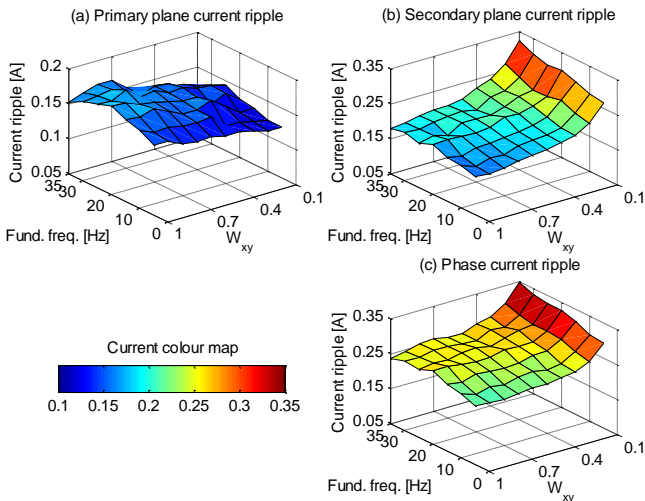 (a) Primary plane current ripple
0.2
0.15
0.1
0.05
Current ripple [A]
35
30
20
10
0
Fund. freq. [Hz]
1
0.7
0.4
0.1
W_xy
(b) Secondary plane current ripple
0.35
0.25
0.15
0.05
Current ripple [A]
35
30
20
10
0
Fund. freq. [Hz]
1
0.7
0.4
0.1
W_xy
(c) Phase current ripple
0.35
0.25
0.15
0.05
Current ripple [A]
35
30
20
10
0
Fund. freq. [Hz]
1
0.7
0.4
0.1
W_xy
Current colour map
0.1 0.15 0.2 0.25 0.3 0.35